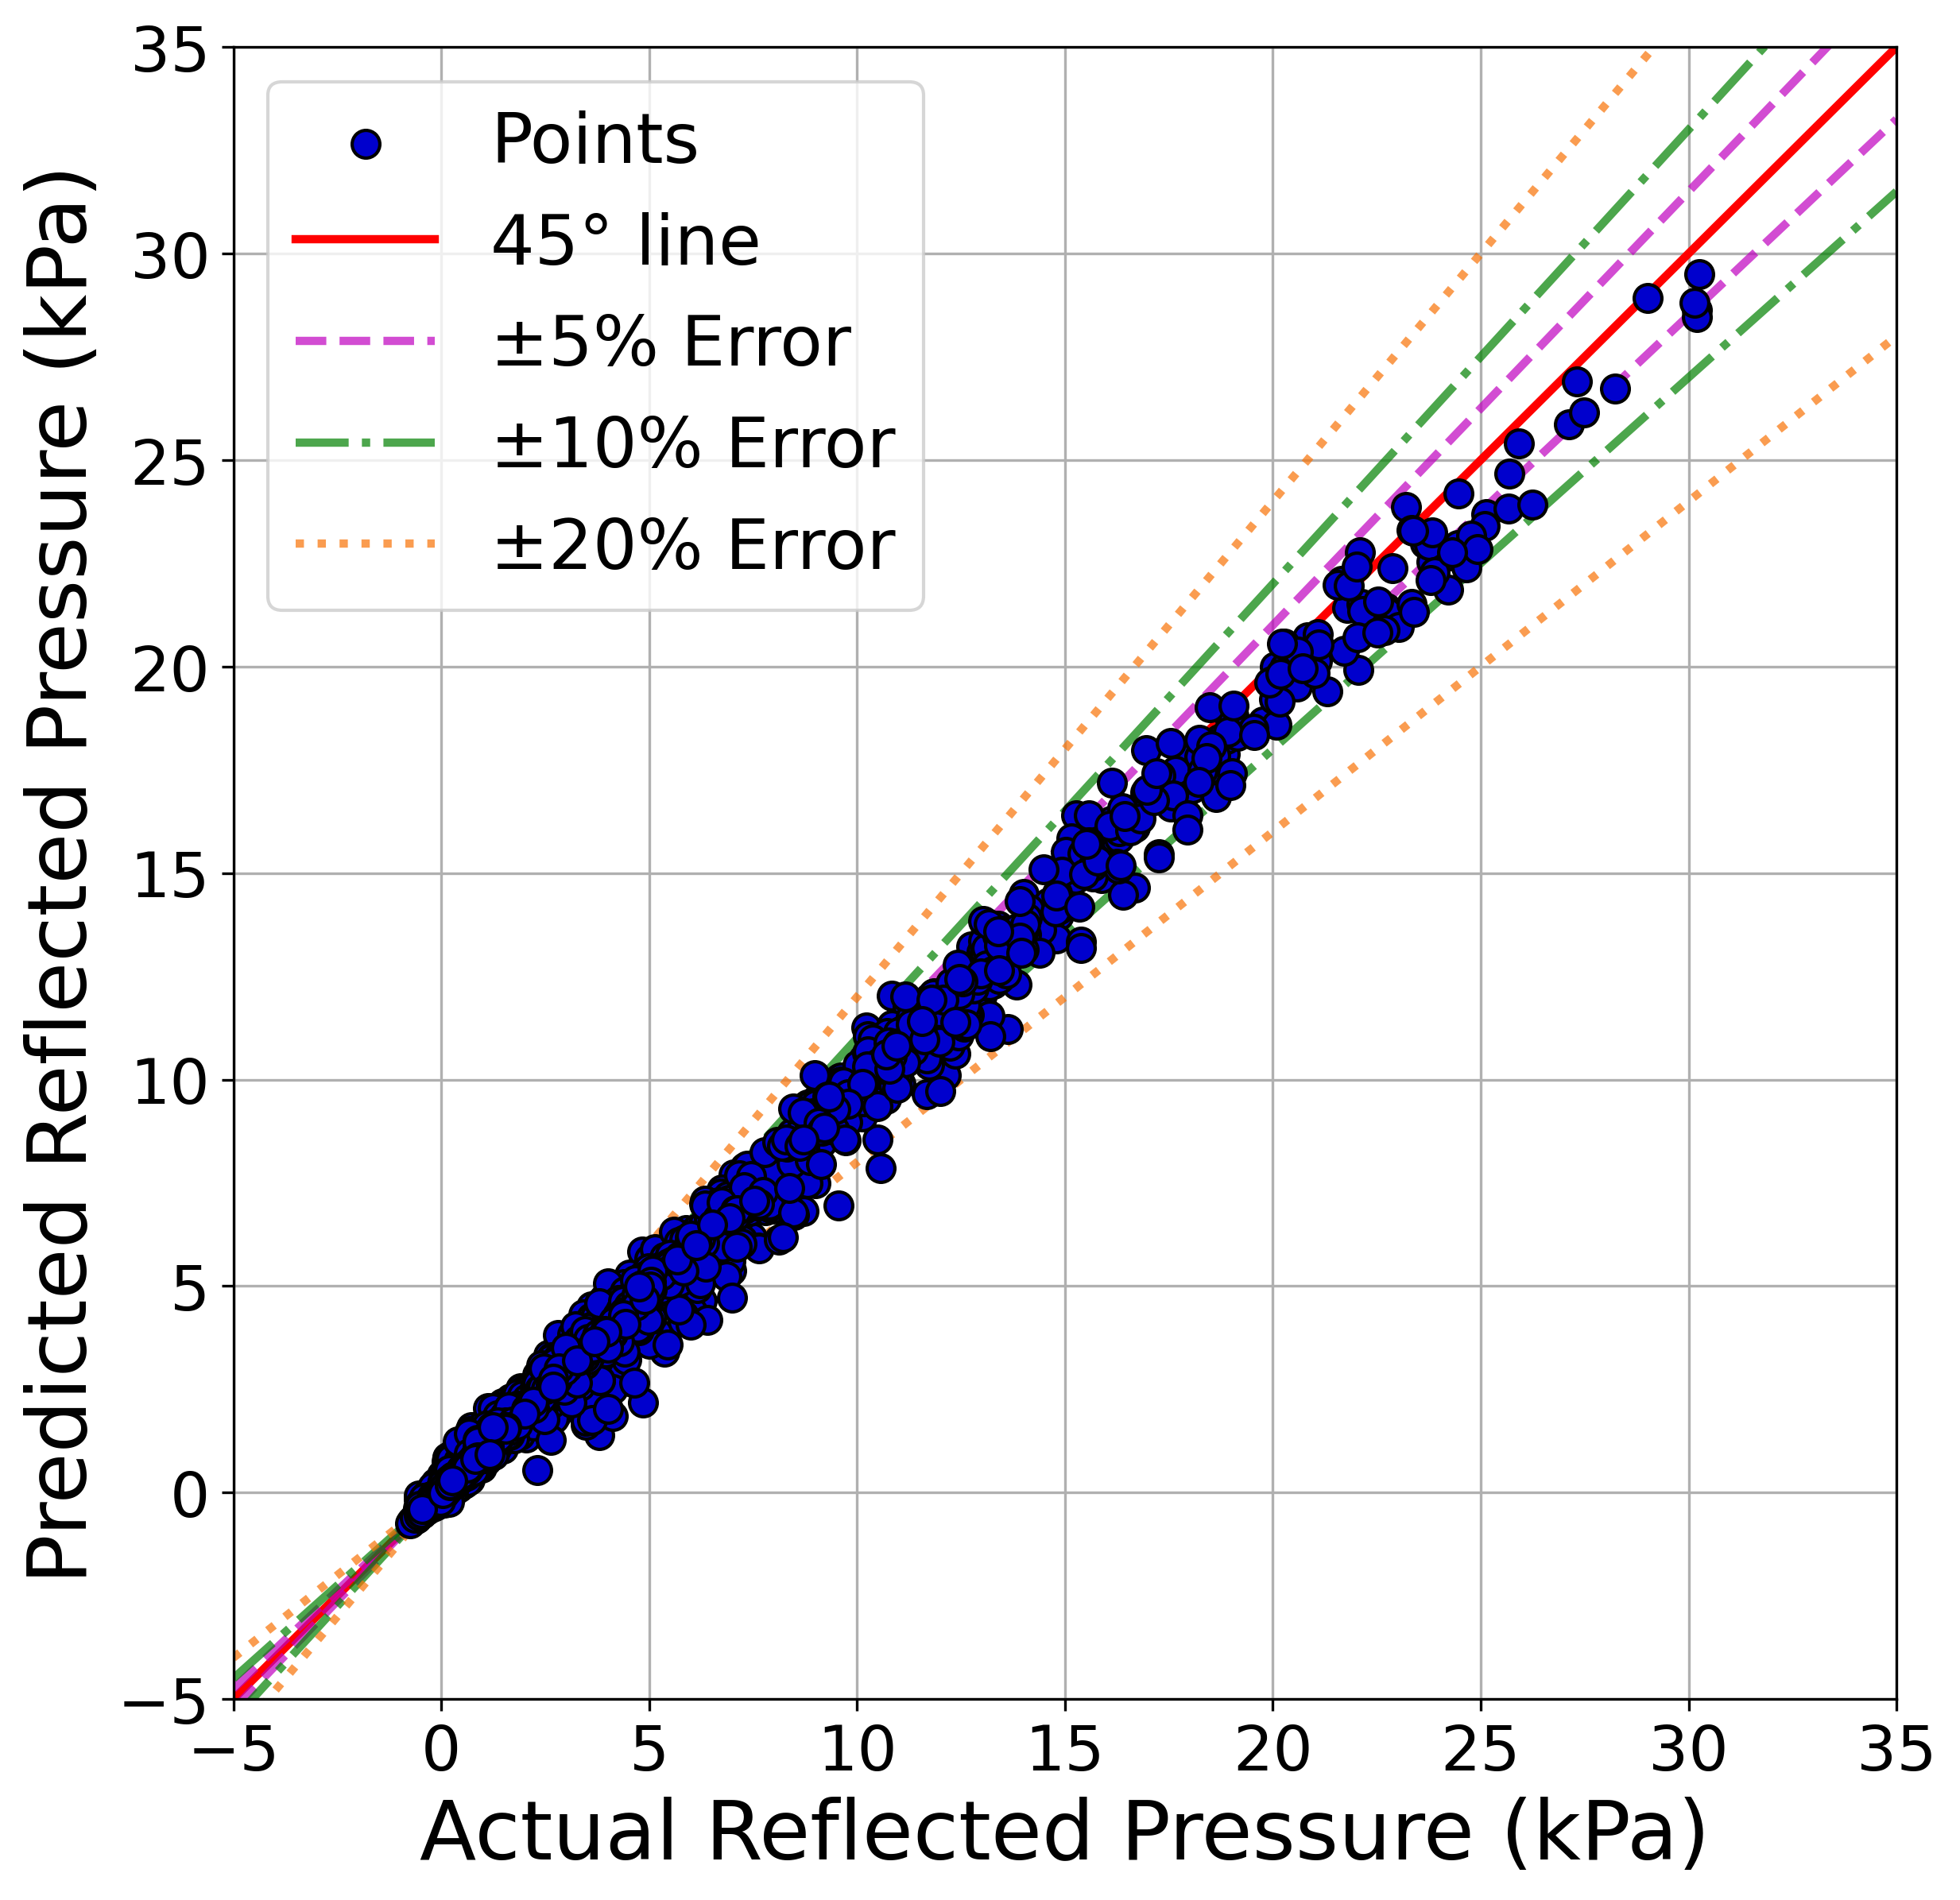 Predicted Reflected Pressure (kPa)
35
30
25
20
15
10
5
0
−5
Points
45° line
±5% Error
±10% Error
±20% Error
−5 0 5 10 15 20 25 30 35
Actual Reflected Pressure (kPa)